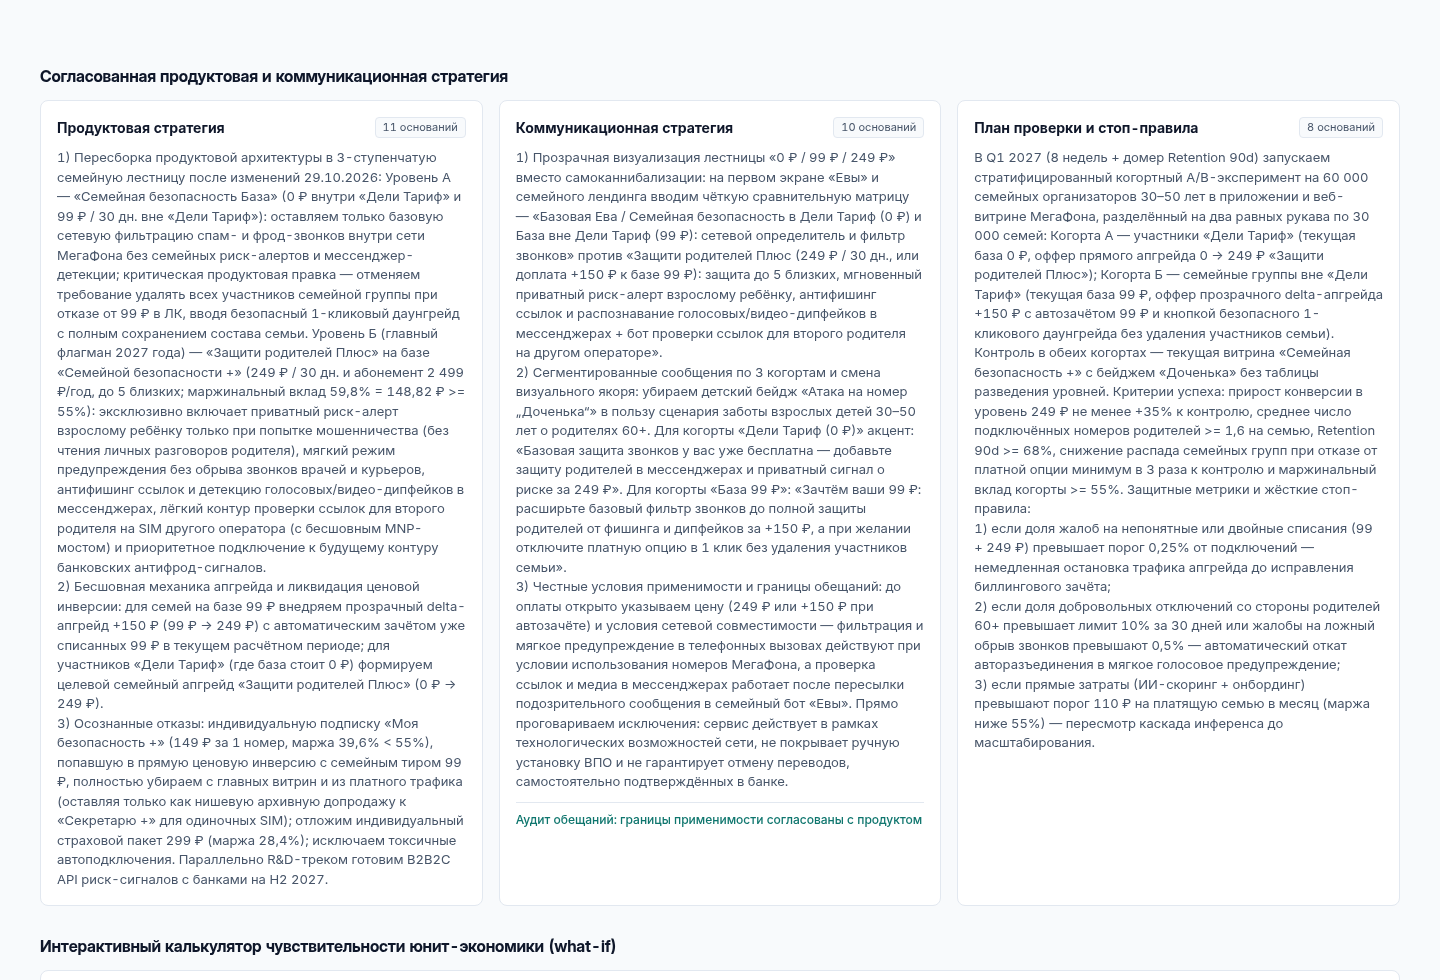 Согласованная продуктовая и коммуникационная стратегия
Продуктовая стратегия
11 оснований
1) Пересборка продуктовой архитектуры в 3-ступенчатую
семейную лестницу после изменений 29.10.2026: Уровень А
— «Семейная безопасность База» (0 ₽ внутри «Дели Тариф» и
99 ₽ / 30 дн. вне «Дели Тариф»): оставляем только базовую
сетевую фильтрацию спам- и фрод-звонков внутри сети
МегаФона без семейных риск-алертов и мессенджер-
детекции; критическая продуктовая правка — отменяем
требование удалять всех участников семейной группы при
отказе от 99 ₽ в ЛК, вводя безопасный 1-кликовый даунгрейд
с полным сохранением состава семьи. Уровень Б (главный
флагман 2027 года) — «Защити родителей Плюс» на базе
«Семейной безопасности +» (249 ₽ / 30 дн. и абонемент 2 499
₽/год, до 5 близких; маржинальный вклад 59,8% = 148,82 ₽ >=
55%): эксклюзивно включает приватный риск-алерт
взрослому ребёнку только при попытке мошенничества (без
чтения личных разговоров родителя), мягкий режим
предупреждения без обрыва звонков врачей и курьеров,
антифишинг ссылок и детекцию голосовых/видео-дипфейков в
мессенджерах, лёгкий контур проверки ссылок для второго
родителя на SIM другого оператора (с бесшовным MNP-
мостом) и приоритетное подключение к будущему контуру
банковских антифрод-сигналов.
2) Бесшовная механика апгрейда и ликвидация ценовой
инверсии: для семей на базе 99 ₽ внедряем прозрачный delta-
апгрейд +150 ₽ (99 ₽ → 249 ₽) с автоматическим зачётом уже
списанных 99 ₽ в текущем расчётном периоде; для
участников «Дели Тариф» (где база стоит 0 ₽) формируем
целевой семейный апгрейд «Защити родителей Плюс» (0 ₽ →
249 ₽).
3) Осознанные отказы: индивидуальную подписку «Моя
безопасность +» (149 ₽ за 1 номер, маржа 39,6% < 55%),
попавшую в прямую ценовую инверсию с семейным тиром 99
₽, полностью убираем с главных витрин и из платного трафика
(оставляя только как нишевую архивную допродажу к
«Секретарю +» для одиночных SIM); отложим индивидуальный
страховой пакет 299 ₽ (маржа 28,4%); исключаем токсичные
автоподключения. Параллельно R&D-треком готовим B2B2C
API риск-сигналов с банками на H2 2027.
Коммуникационная стратегия
10 оснований
1) Прозрачная визуализация лестницы «0 ₽ / 99 ₽ / 249 ₽»
вместо самоканнибализации: на первом экране «Евы» и
семейного лендинга вводим чёткую сравнительную матрицу
— «Базовая Ева / Семейная безопасность в Дели Тариф (0 ₽) и
База вне Дели Тариф (99 ₽): сетевой определитель и фильтр
звонков» против «Защити родителей Плюс (249 ₽ / 30 дн., или
доплата +150 ₽ к базе 99 ₽): защита до 5 близких, мгновенный
приватный риск-алерт взрослому ребёнку, антифишинг
ссылок и распознавание голосовых/видео-дипфейков в
мессенджерах + бот проверки ссылок для второго родителя
на другом операторе».
2) Сегментированные сообщения по 3 когортам и смена
визуального якоря: убираем детский бейдж «Атака на номер
„Доченька“» в пользу сценария заботы взрослых детей 30–50
лет о родителях 60+. Для когорты «Дели Тариф (0 ₽)» акцент:
«Базовая защита звонков у вас уже бесплатна — добавьте
защиту родителей в мессенджерах и приватный сигнал о
риске за 249 ₽». Для когорты «База 99 ₽»: «Зачтём ваши 99 ₽:
расширьте базовый фильтр звонков до полной защиты
родителей от фишинга и дипфейков за +150 ₽, а при желании
отключите платную опцию в 1 клик без удаления участников
семьи».
3) Честные условия применимости и границы обещаний: до
оплаты открыто указываем цену (249 ₽ или +150 ₽ при
автозачёте) и условия сетевой совместимости — фильтрация и
мягкое предупреждение в телефонных вызовах действуют при
условии использования номеров МегаФона, а проверка
ссылок и медиа в мессенджерах работает после пересылки
подозрительного сообщения в семейный бот «Евы». Прямо
проговариваем исключения: сервис действует в рамках
технологических возможностей сети, не покрывает ручную
установку ВПО и не гарантирует отмену переводов,
самостоятельно подтверждённых в банке.
Аудит обещаний: границы применимости согласованы с продуктом
План проверки и стоп-правила
8 оснований
В Q1 2027 (8 недель + домер Retention 90d) запускаем
стратифицированный когортный A/B-эксперимент на 60 000
семейных организаторов 30–50 лет в приложении и веб-
витрине МегаФона, разделённый на два равных рукава по 30
000 семей: Когорта А — участники «Дели Тариф» (текущая
база 0 ₽, оффер прямого апгрейда 0 → 249 ₽ «Защити
родителей Плюс»); Когорта Б — семейные группы вне «Дели
Тариф» (текущая база 99 ₽, оффер прозрачного delta-апгрейда
+150 ₽ с автозачётом 99 ₽ и кнопкой безопасного 1-
кликового даунгрейда без удаления участников семьи).
Контроль в обеих когортах — текущая витрина «Семейная
безопасность +» с бейджем «Доченька» без таблицы
разведения уровней. Критерии успеха: прирост конверсии в
уровень 249 ₽ не менее +35% к контролю, среднее число
подключённых номеров родителей >= 1,6 на семью, Retention
90d >= 68%, снижение распада семейных групп при отказе от
платной опции минимум в 3 раза к контролю и маржинальный
вклад когорты >= 55%. Защитные метрики и жёсткие стоп-
правила:
1) если доля жалоб на непонятные или двойные списания (99
+ 249 ₽) превышает порог 0,25% от подключений —
немедленная остановка трафика апгрейда до исправления
биллингового зачёта;
2) если доля добровольных отключений со стороны родителей
60+ превышает лимит 10% за 30 дней или жалобы на ложный
обрыв звонков превышают 0,5% — автоматический откат
авторазъединения в мягкое голосовое предупреждение;
3) если прямые затраты (ИИ-скоринг + онбординг)
превышают порог 110 ₽ на платящую семью в месяц (маржа
ниже 55%) — пересмотр каскада инференса до
масштабирования.
Интерактивный калькулятор чувствительности юнит-экономики (what-if)